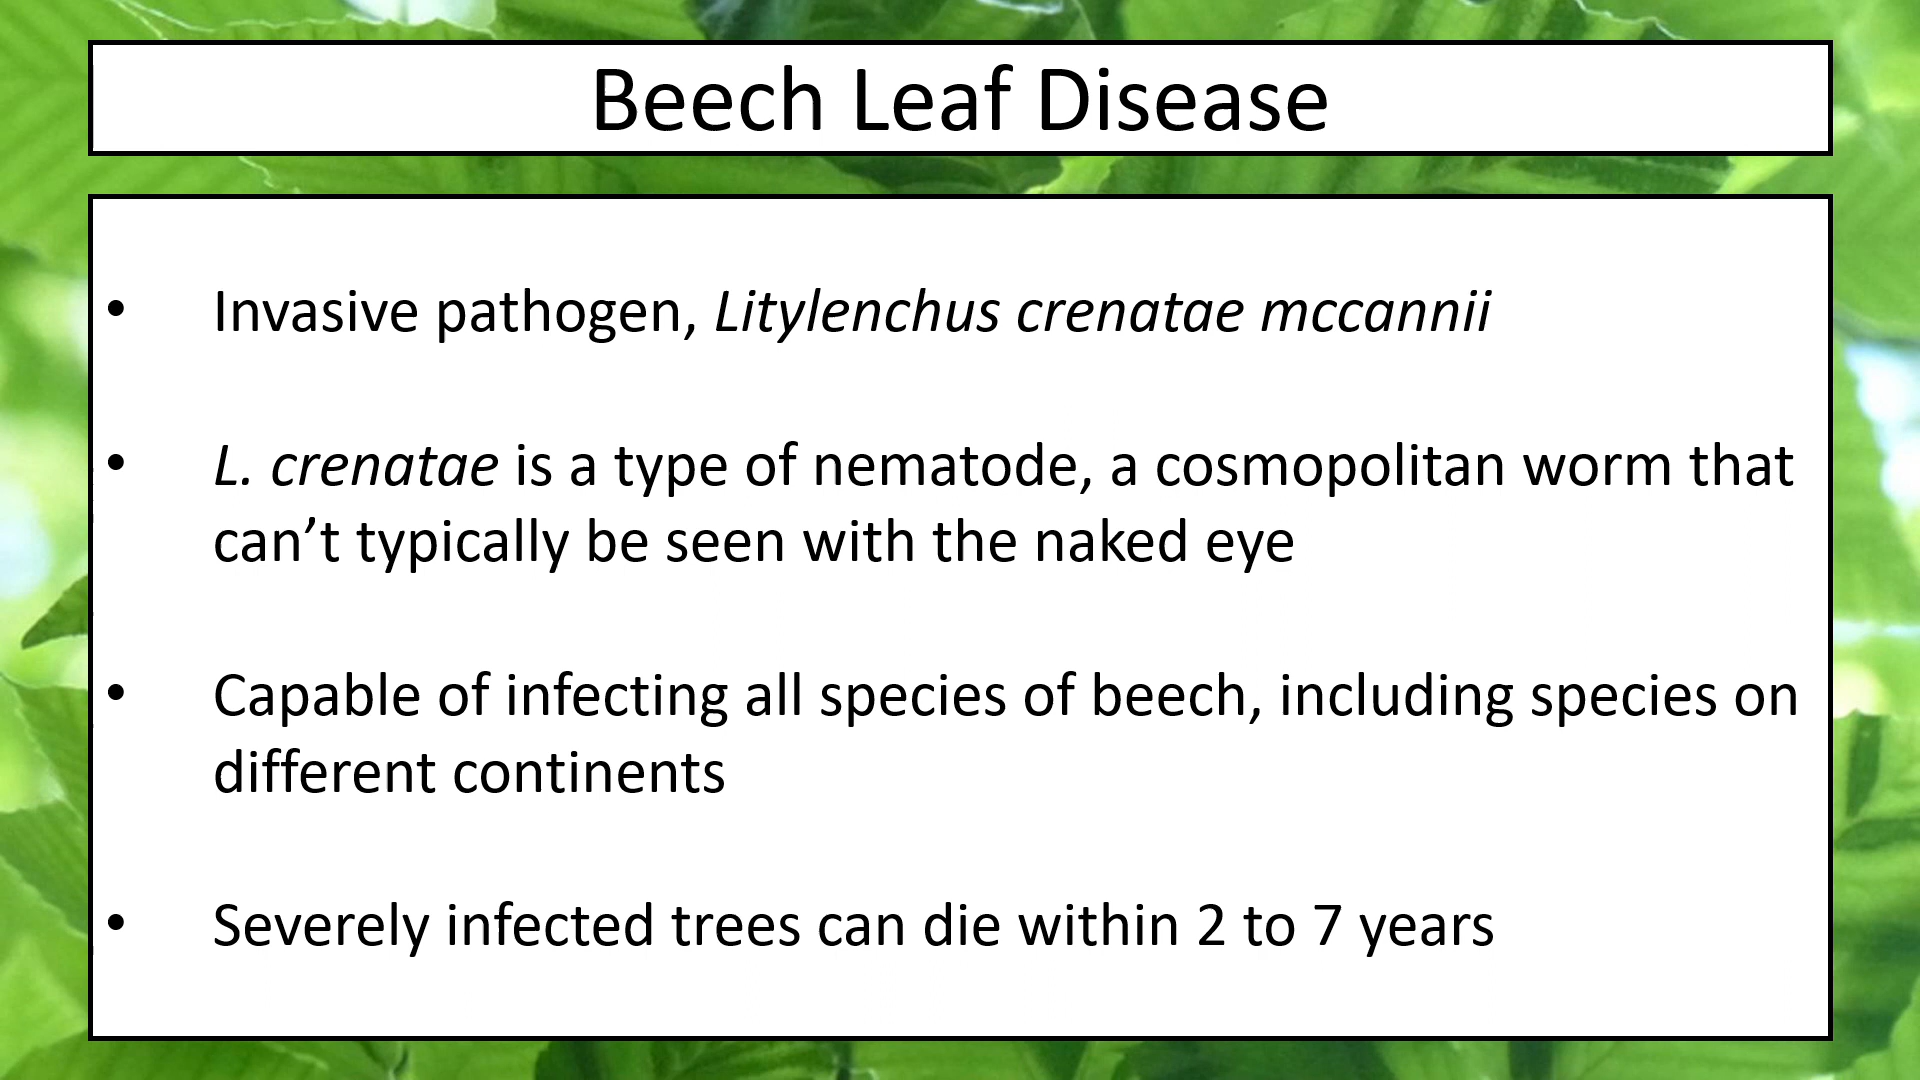 Beech Leaf Disease
• Invasive pathogen, Litylenchus crenatae mccannii
• L. crenatae is a type of nematode, a cosmopolitan worm that
can’t typically be seen with the naked eye
• Capable of infecting all species of beech, including species on
different continents
• Severely infected trees can die within 2 to 7 years